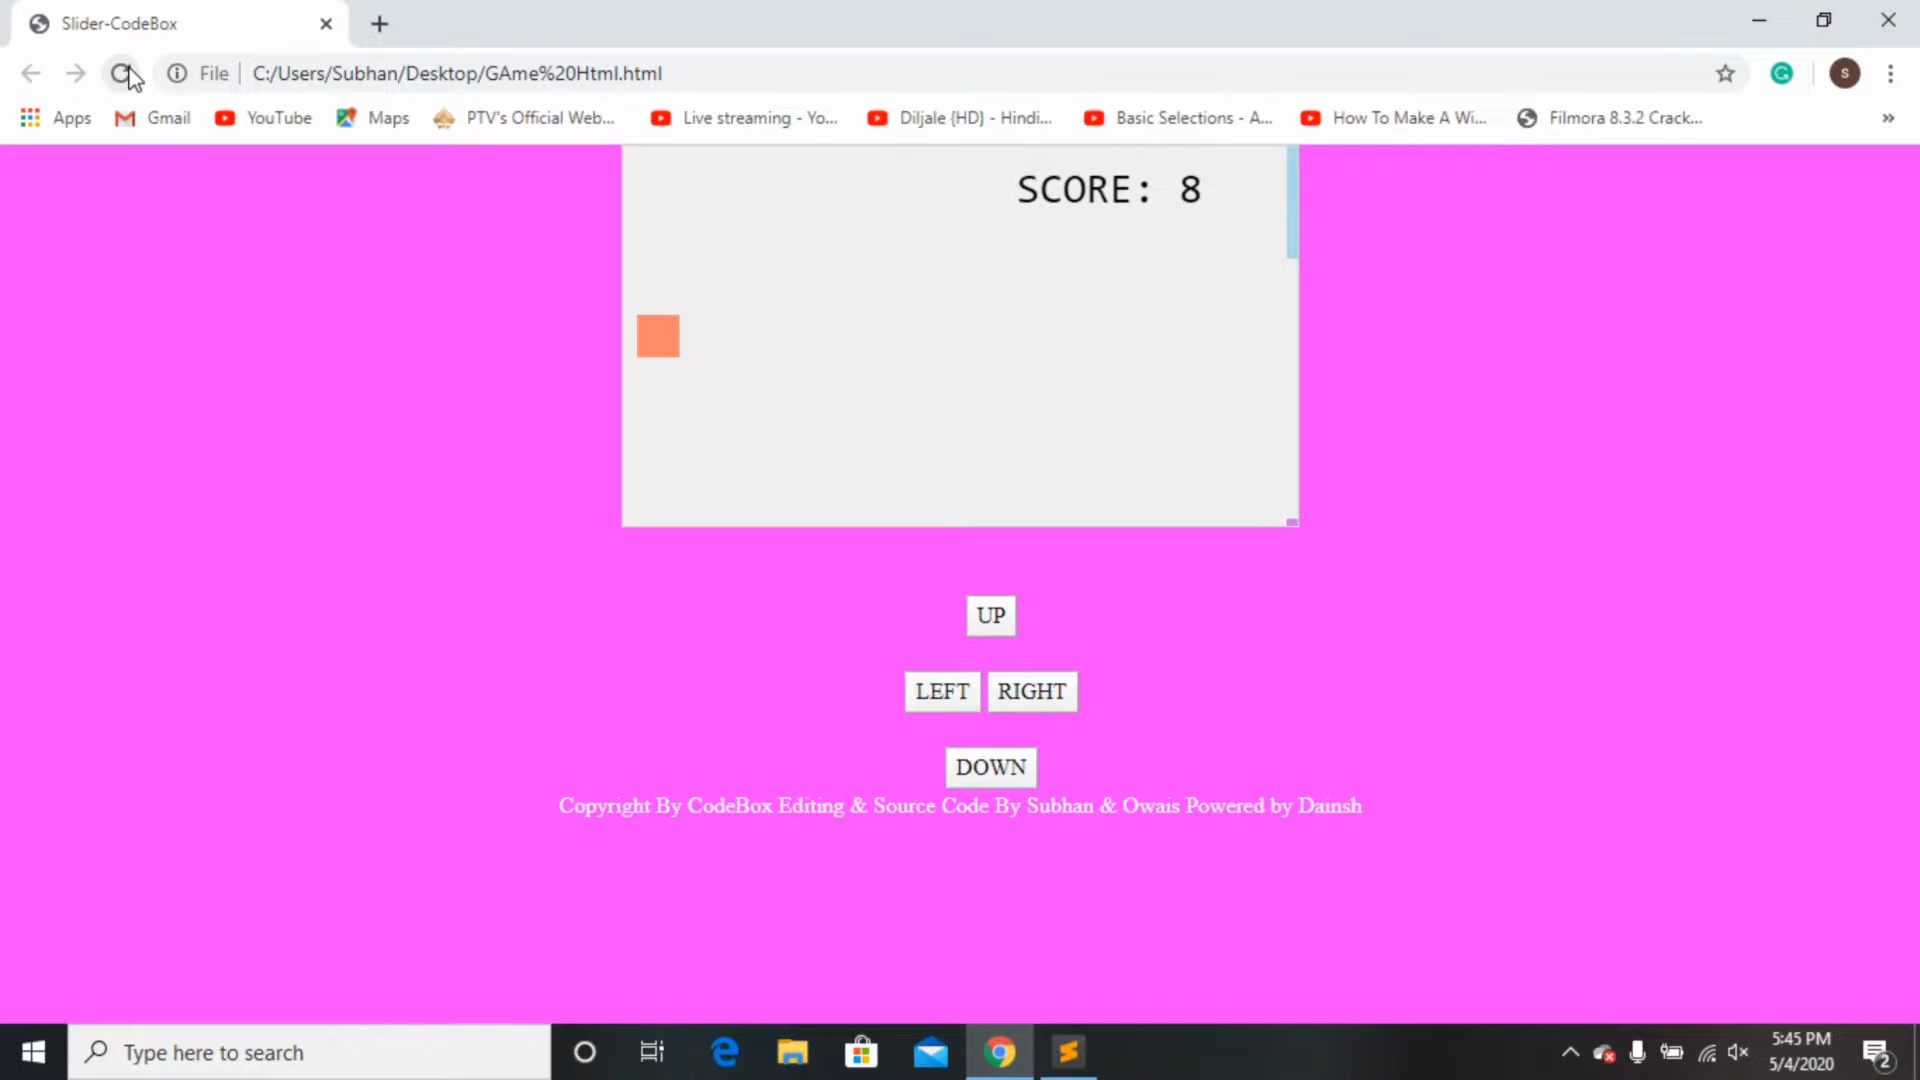 Slider-CodeBox
File
C:/Users/Subhan/Desktop/GAme%20Html.html
S
Apps
Gmail
YouTube
Maps
PTV's Official Web...
Live streaming - Yo...
Diljale {HD} - Hindi...
Basic Selections - A...
How To Make A Wi...
Filmora 8.3.2 Crack...
»
SCORE: 8
UP
LEFT RIGHT
DOWN
Copyright By CodeBox Editing & Source Code By Subhan & Owais Powered by Dainsh
Type here to search
5:45 PM
5/4/2020
2